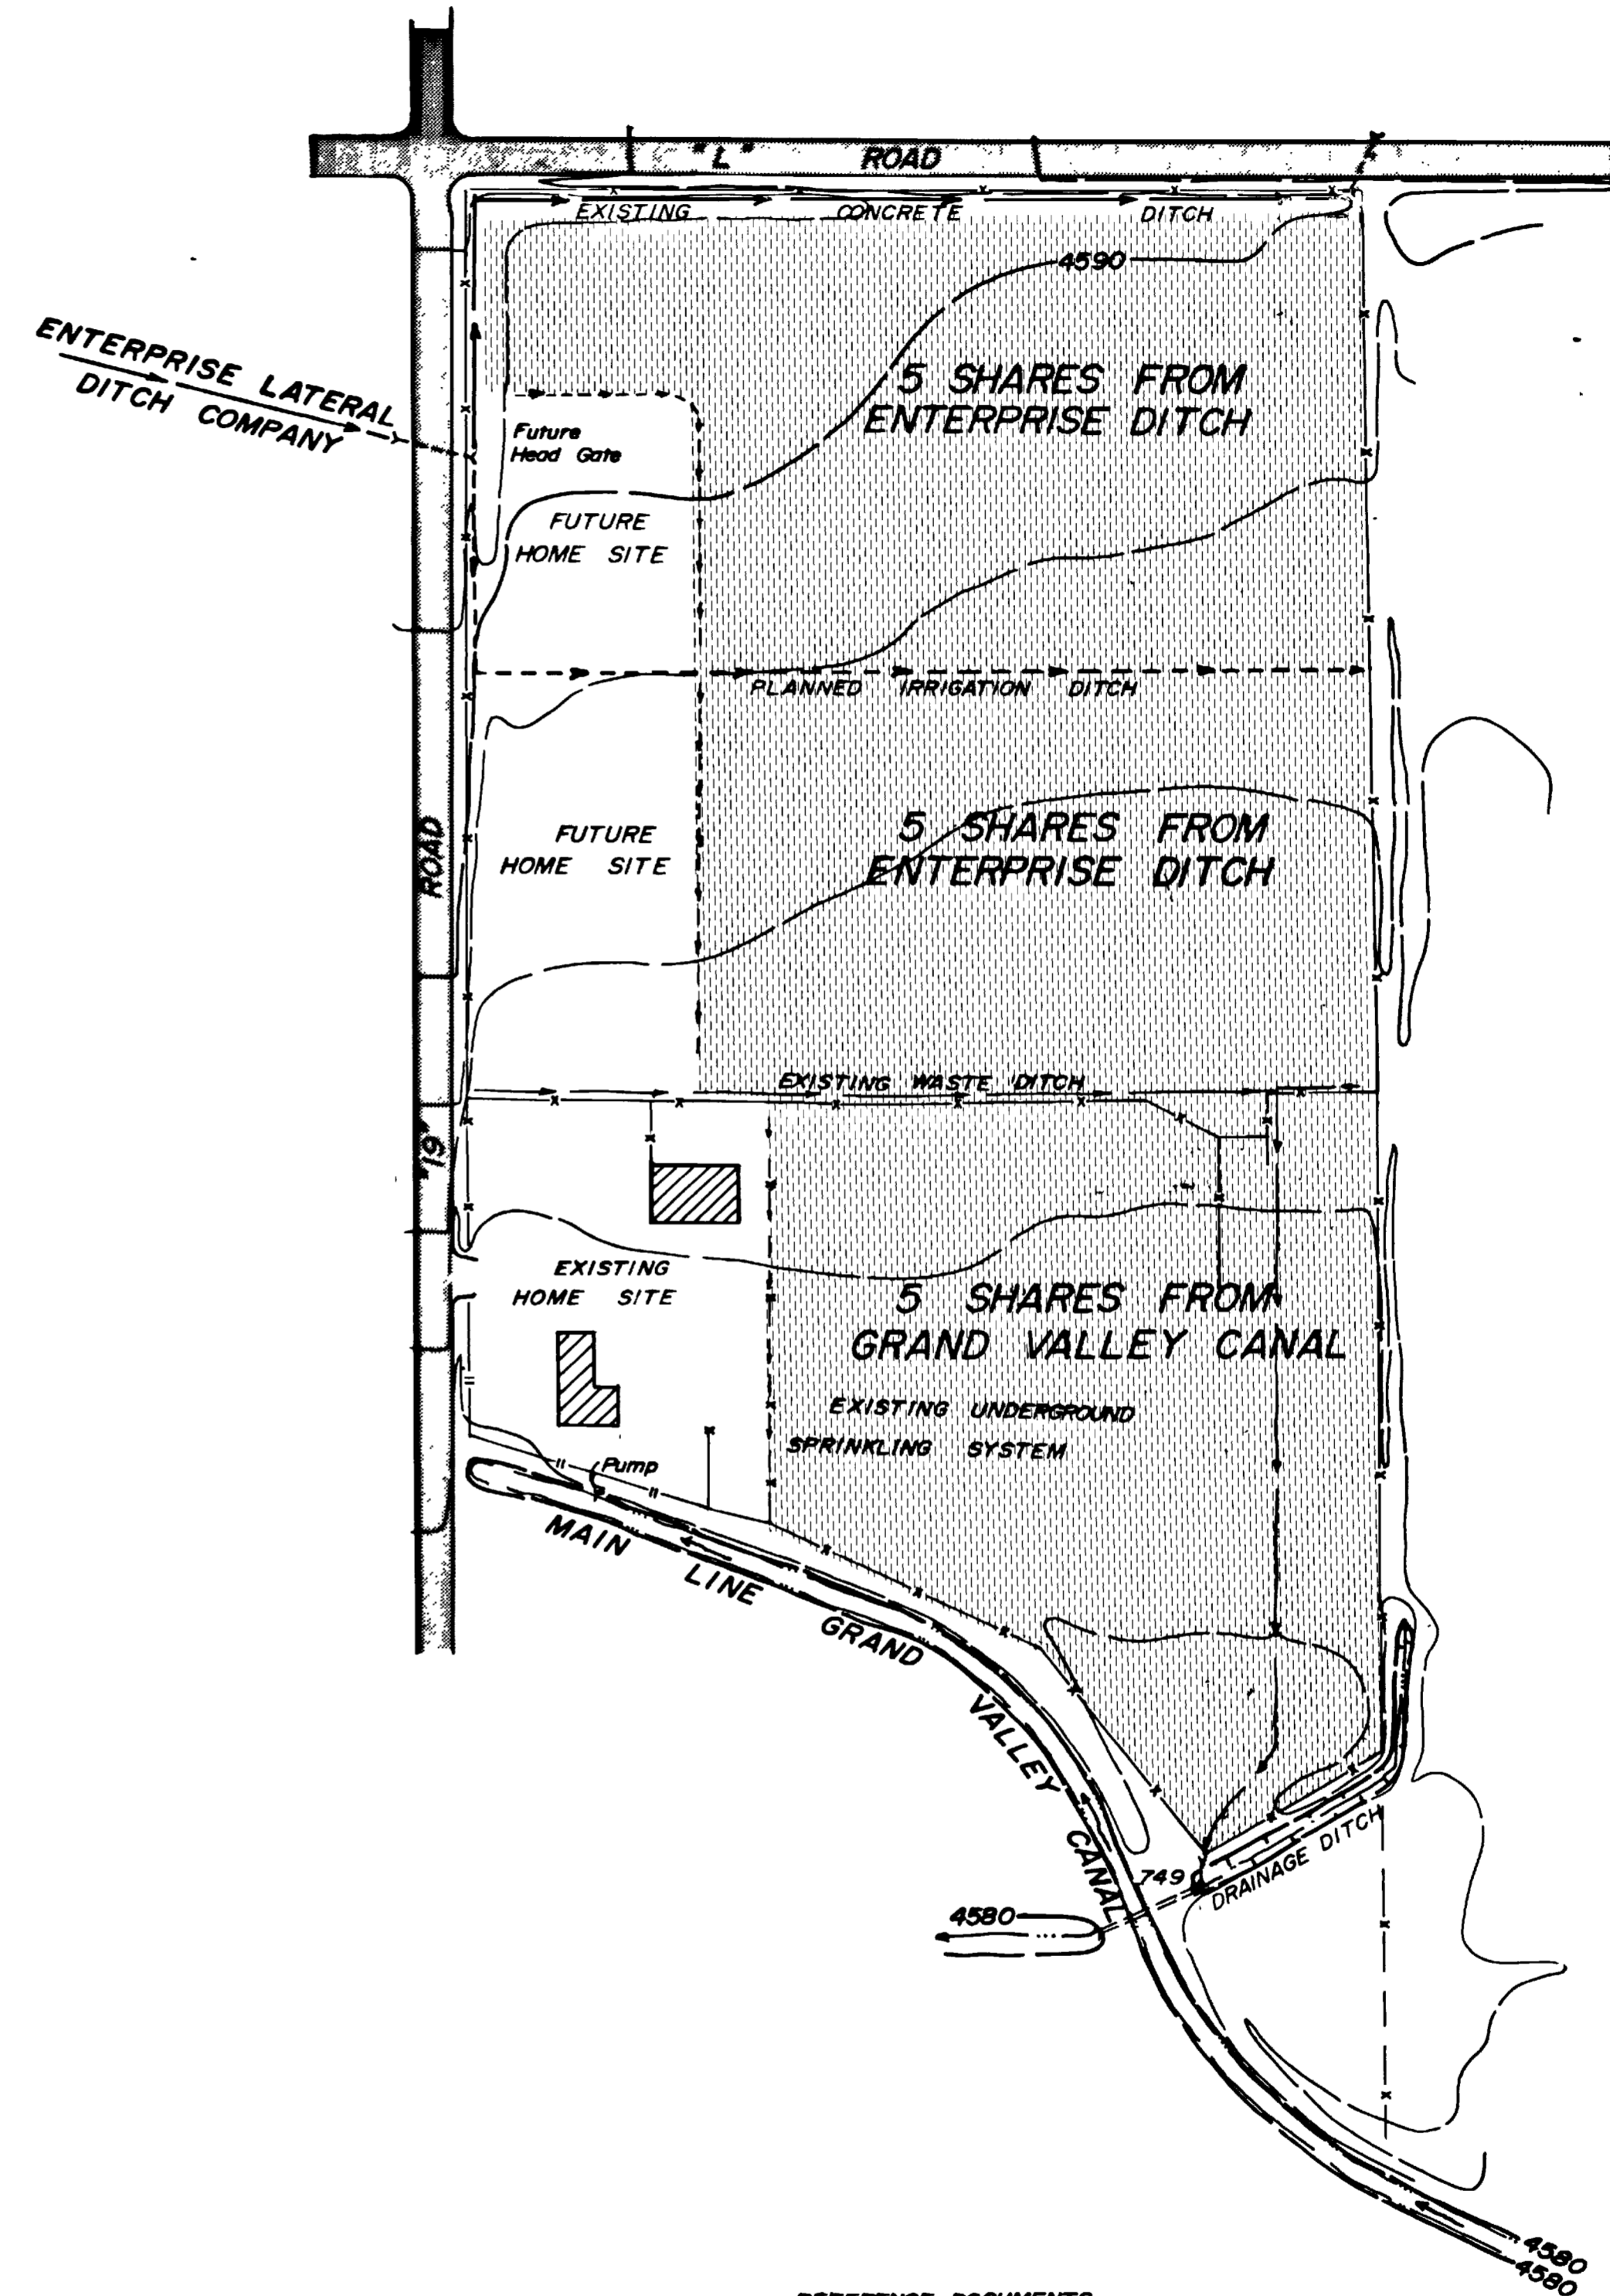 "L" ROAD
EXISTING CONCRETE DITCH
4590
ENTERPRISE LATERAL
DITCH COMPANY
5 SHARES FROM
ENTERPRISE DITCH
Future
Head Gate
FUTURE
HOME SITE
PLANNED IRRIGATION DITCH
5 SHARES FROM
ENTERPRISE DITCH
FUTURE
HOME SITE
"19" ROAD
EXISTING WASTE DITCH
EXISTING
HOME SITE
5 SHARES FROM
GRAND VALLEY CANAL
EXISTING UNDERGROUND
SPRINKLING SYSTEM
Pump
MAIN LINE GRAND VALLEY CANAL
749
DRAINAGE DITCH
4580
4580
4580
REFERENCE DOCUMENTS